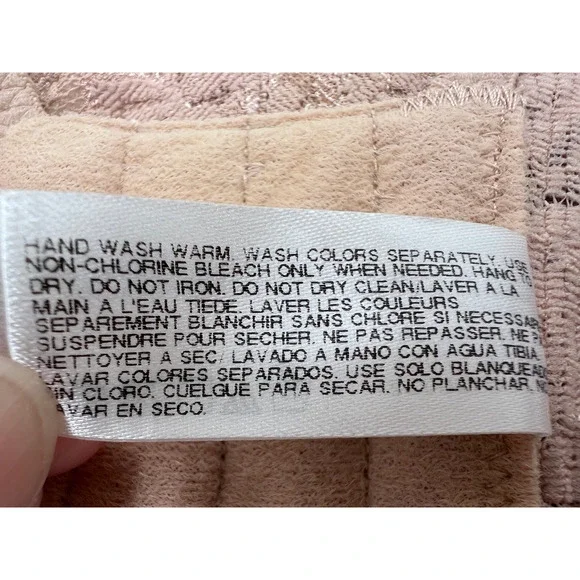 HAND WASH WARM. WASH COLORS SEPARATELY. USE
NON-CHLORINE BLEACH ONLY WHEN NEEDED. HANG TO
DRY. DO NOT IRON. DO NOT DRY CLEAN/LAVER A LA
MAIN A L'EAU TIEDE. LAVER LES COULEURS
SEPAREMENT BLANCHIR SANS CHLORE SI NECESSA
SUSPENDRE POUR SECHER. NE PAS REPASSER. NE P
NETTOYER A SEC/ LAVADO A MANO CON AGUA TIBIA.
LAVAR COLORES SEPARADOS. USE SOLO BLANQUEAD
SIN CLORO. CUELGUE PARA SECAR. NO PLANCHAR. NO
LAVAR EN SECO.